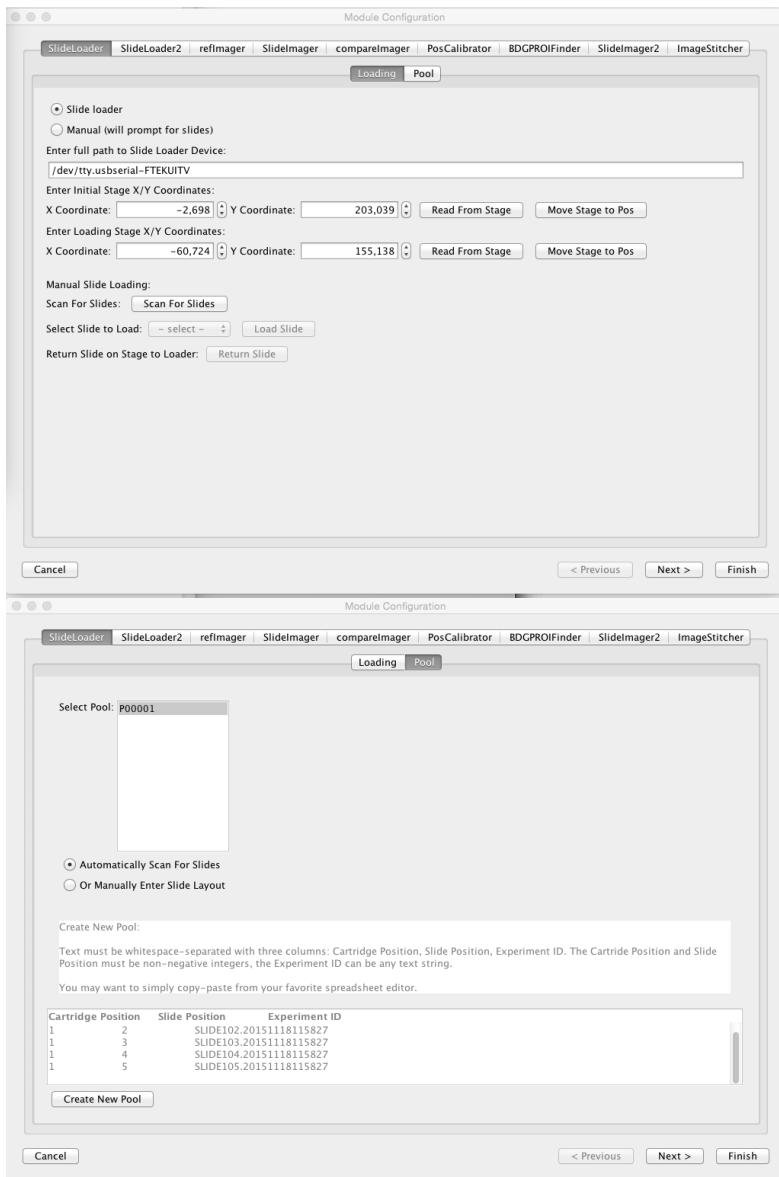 Module Configuration
SlideLoader SlideLoader2 refImager SlideImager compareImager PosCalibrator BDGPROIFinder SlideImager2 ImageStitcher
Loading Pool
Slide loader
Manual (will prompt for slides)
Enter full path to Slide Loader Device:
/dev/tty.usbserial-FTEKUITV
Enter Initial Stage X/Y Coordinates:
X Coordinate: -2,698 Y Coordinate: 203,039 Read From Stage Move Stage to Pos
Enter Loading Stage X/Y Coordinates:
X Coordinate: -60,724 Y Coordinate: 155,138 Read From Stage Move Stage to Pos
Manual Slide Loading:
Scan For Slides: Scan For Slides
Select Slide to Load: - select - Load Slide
Return Slide on Stage to Loader: Return Slide
Cancel < Previous Next > Finish
Module Configuration
SlideLoader SlideLoader2 refImager SlideImager compareImager PosCalibrator BDGPROIFinder SlideImager2 ImageStitcher
Loading Pool
Select Pool: P00001
Automatically Scan For Slides
Or Manually Enter Slide Layout
Create New Pool:
Text must be whitespace-separated with three columns: Cartridge Position, Slide Position, Experiment ID. The Cartride Position and Slide
Position must be non-negative integers, the Experiment ID can be any text string.
You may want to simply copy-paste from your favorite spreadsheet editor.
Cartridge Position Slide Position Experiment ID
1 2 SLIDE102.20151118115827
1 3 SLIDE103.20151118115827
1 4 SLIDE104.20151118115827
1 5 SLIDE105.20151118115827
Create New Pool
Cancel < Previous Next > Finish